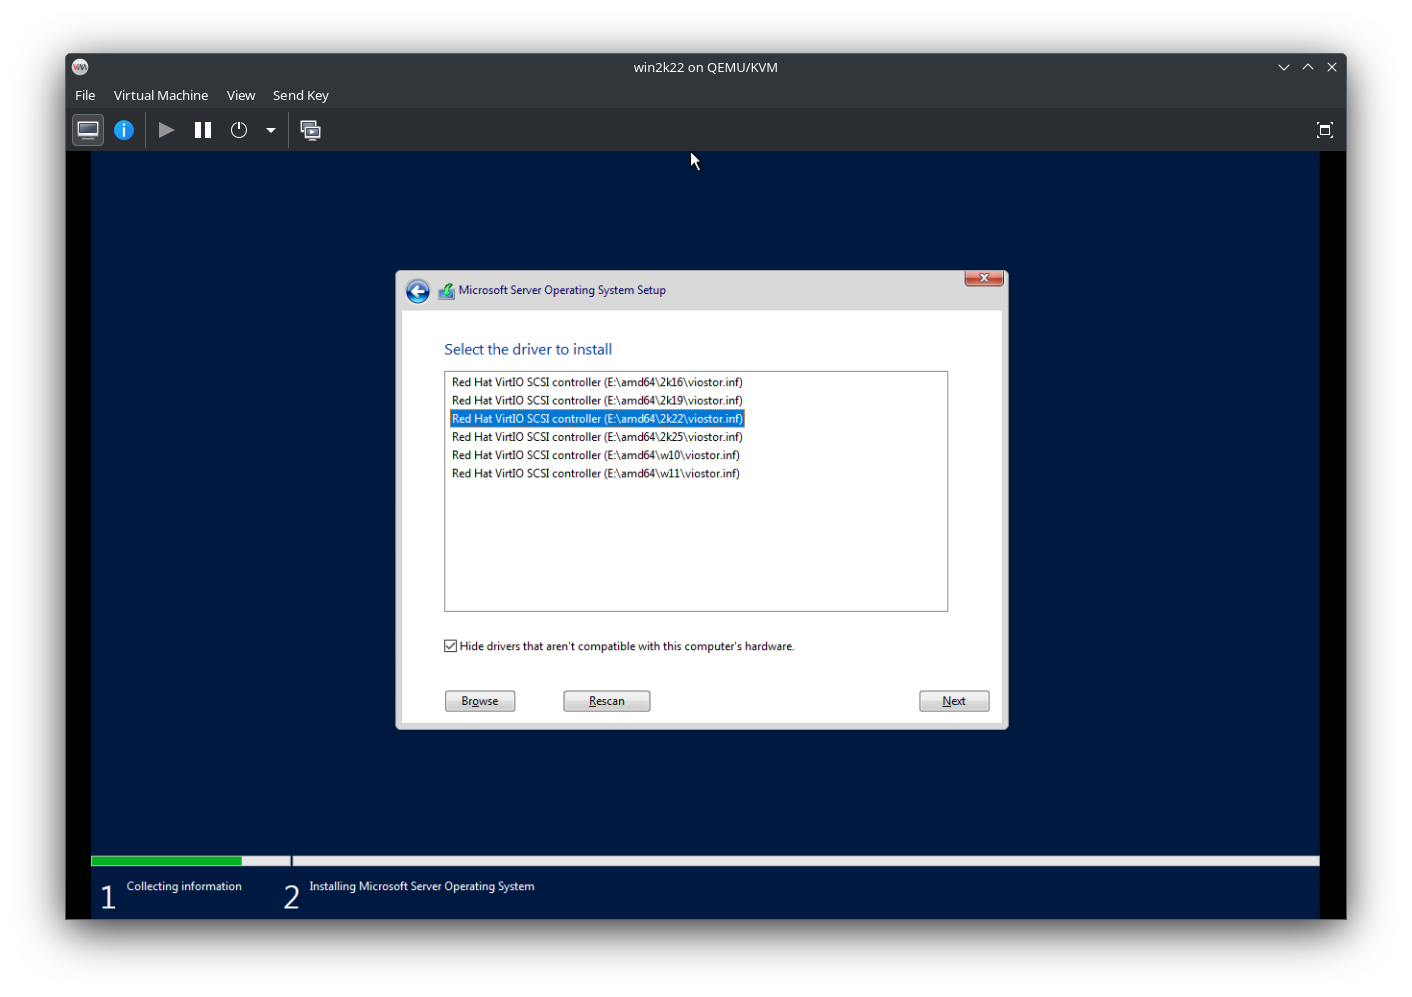 win2k22 on QEMU/KVM
File Virtual Machine View Send Key
Microsoft Server Operating System Setup
Select the driver to install
Red Hat VirtIO SCSI controller (E:\amd64\2k16\viostor.inf)
Red Hat VirtIO SCSI controller (E:\amd64\2k19\viostor.inf)
Red Hat VirtIO SCSI controller (E:\amd64\2k22\viostor.inf)
Red Hat VirtIO SCSI controller (E:\amd64\2k25\viostor.inf)
Red Hat VirtIO SCSI controller (E:\amd64\w10\viostor.inf)
Red Hat VirtIO SCSI controller (E:\amd64\w11\viostor.inf)
Hide drivers that aren't compatible with this computer's hardware.
Browse Rescan Next
1 Collecting information 2 Installing Microsoft Server Operating System